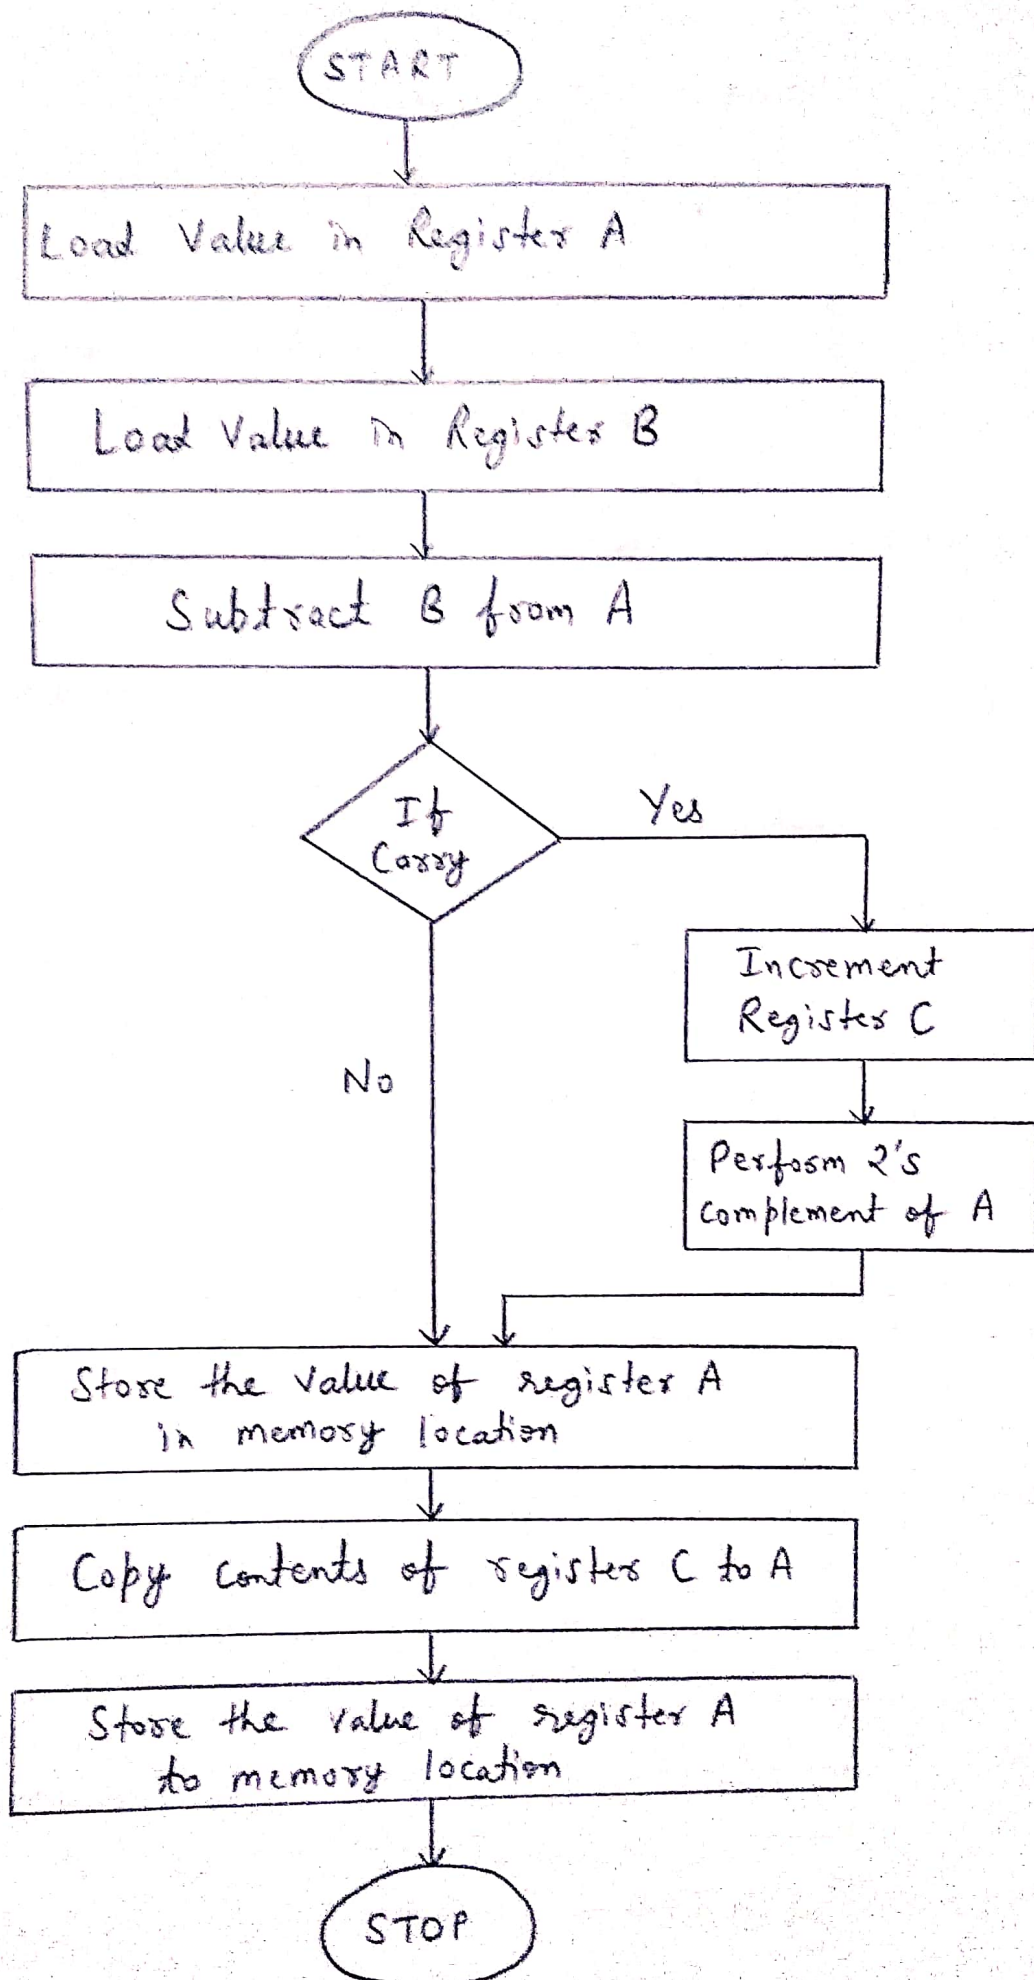 START
Load Value in Register A
Load Value in Register B
Subtract B from A
If
Carry
Yes
Increment
Register C
No
Perform 2's
complement of A
Store the value of register A
in memory location
Copy contents of register C to A
Store the value of register A
to memory location
STOP